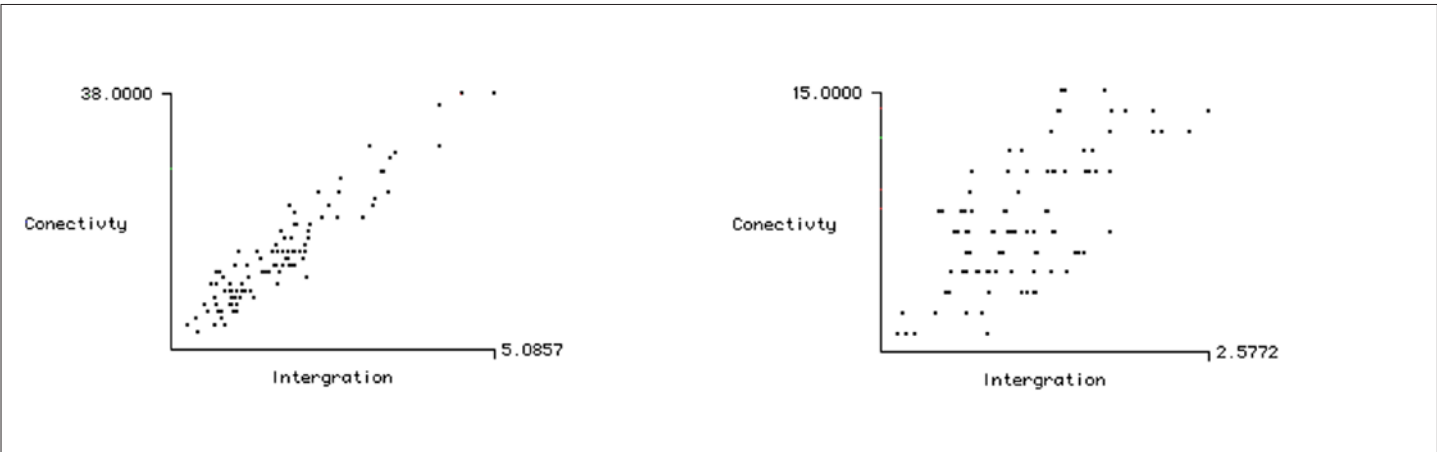 38.0000
Conectivty
5.0857
Intergration
15.0000
Conectivty
2.5772
Intergration